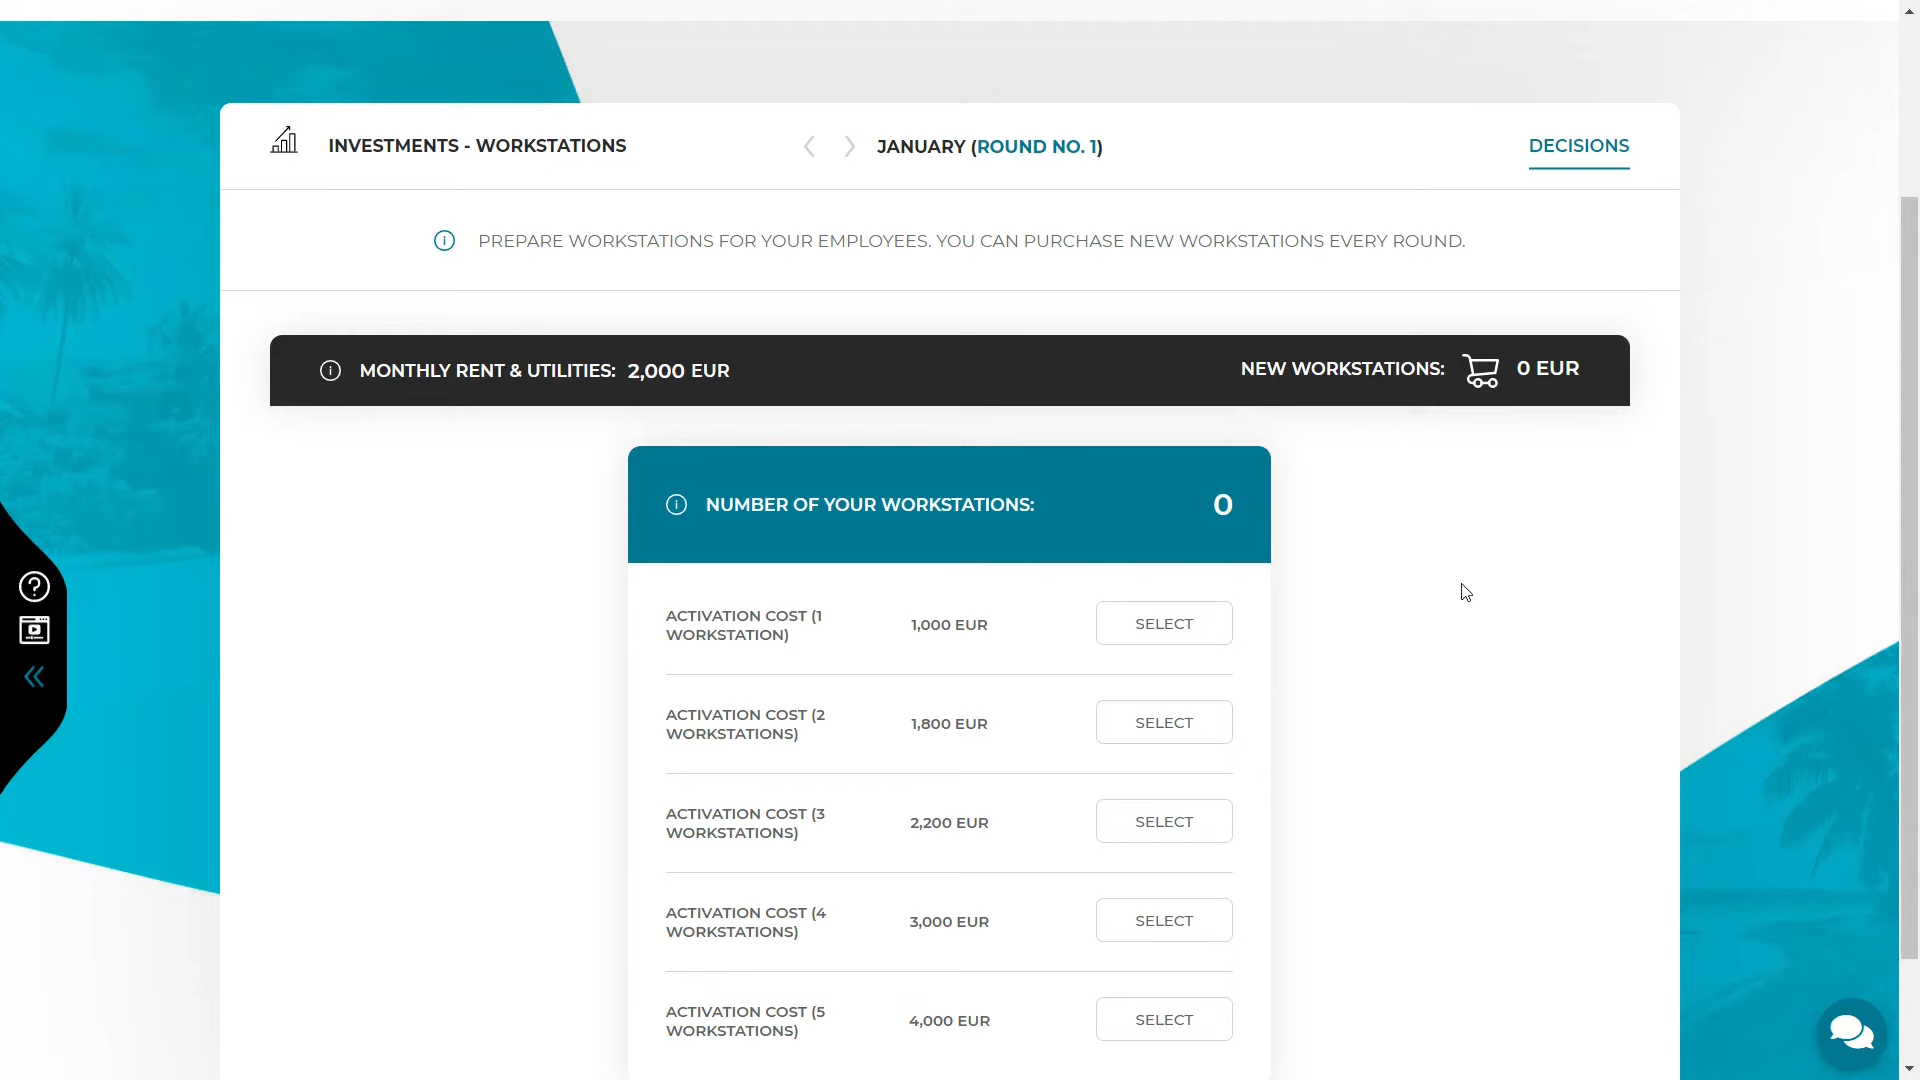 INVESTMENTS - WORKSTATIONS
JANUARY (ROUND NO. 1)
DECISIONS
PREPARE WORKSTATIONS FOR YOUR EMPLOYEES. YOU CAN PURCHASE NEW WORKSTATIONS EVERY ROUND.
MONTHLY RENT & UTILITIES: 2,000 EUR
NEW WORKSTATIONS: 0 EUR
NUMBER OF YOUR WORKSTATIONS: 0
ACTIVATION COST (1
WORKSTATION)
1,000 EUR
SELECT
ACTIVATION COST (2
WORKSTATIONS)
1,800 EUR
SELECT
ACTIVATION COST (3
WORKSTATIONS)
2,200 EUR
SELECT
ACTIVATION COST (4
WORKSTATIONS)
3,000 EUR
SELECT
ACTIVATION COST (5
WORKSTATIONS)
4,000 EUR
SELECT